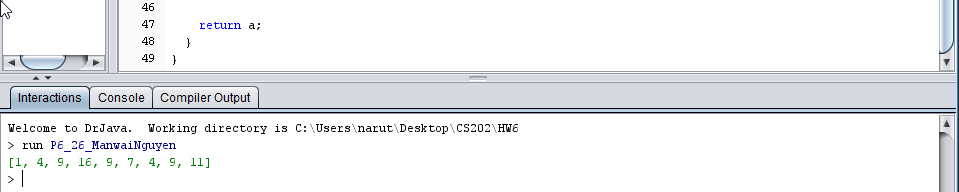 46
47 return a;
48 }
49 }
Interactions Console Compiler Output
Welcome to DrJava. Working directory is C:\Users\narut\Desktop\CS202\HW6
> run P6_26_ManwaiNguyen
[1, 4, 9, 16, 9, 7, 4, 9, 11]
>